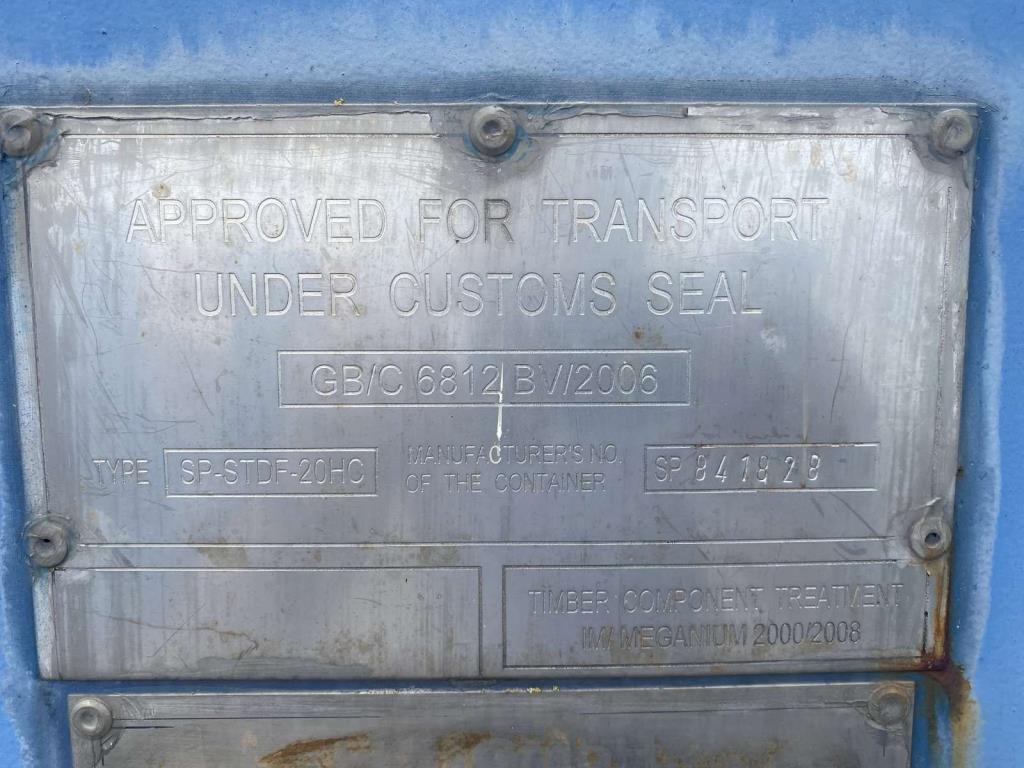 APPROVED FOR TRANSPORT
UNDER CUSTOMS SEAL
GB/C 6812 BV/2006
TYPE SP-STDF-20HC MANUFACTURER'S NO. OF THE CONTAINER SP 841828
TIMBER COMPONENT TREATMENT
IM/ MEGANIUM 2000/2008